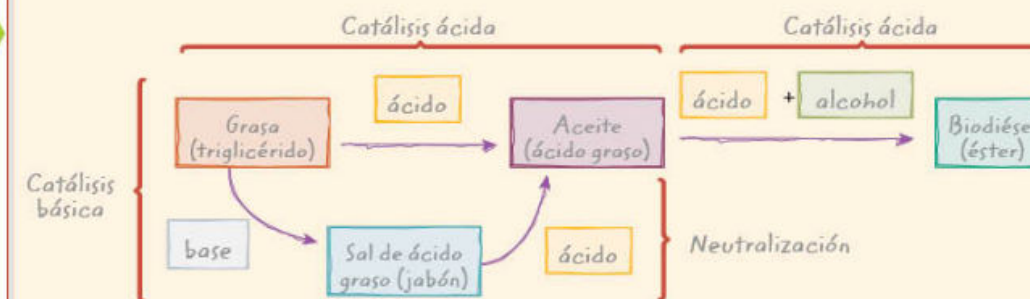 Catálisis ácida
Catálisis ácida
ácido
ácido + alcohol
Grasa
(triglicérido)
Aceite
(ácido graso)
Biodiése
(éster)
Catálisis
básica
base
Sal de ácido
graso (jabón)
ácido
Neutralización